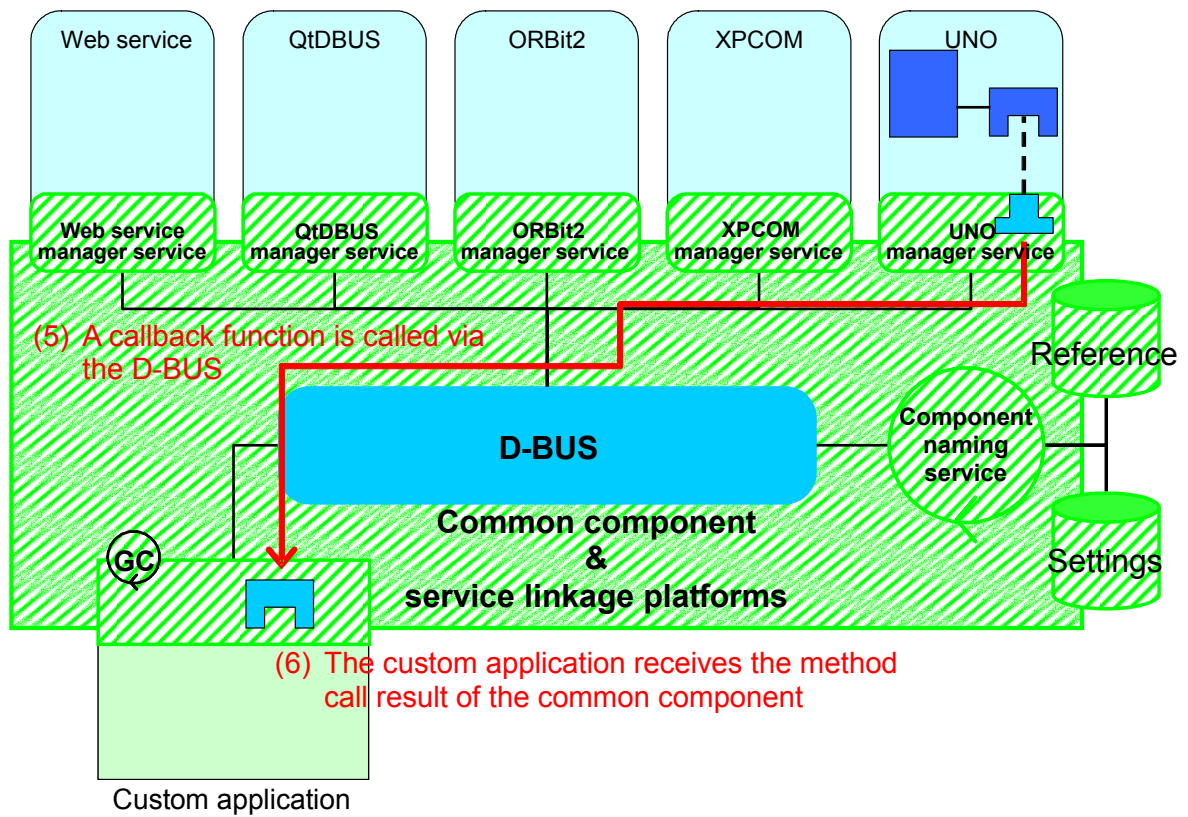 Web service
QtDBUS
ORBit2
XPCOM
UNO
Web service
manager service
QtDBUS
manager service
ORBit2
manager service
XPCOM
manager service
UNO
manager service
(5) A callback function is called via
the D-BUS
Reference
Component
naming
service
D-BUS
Common component
&
service linkage platforms
Settings
GC
(6) The custom application receives the method
call result of the common component
Custom application